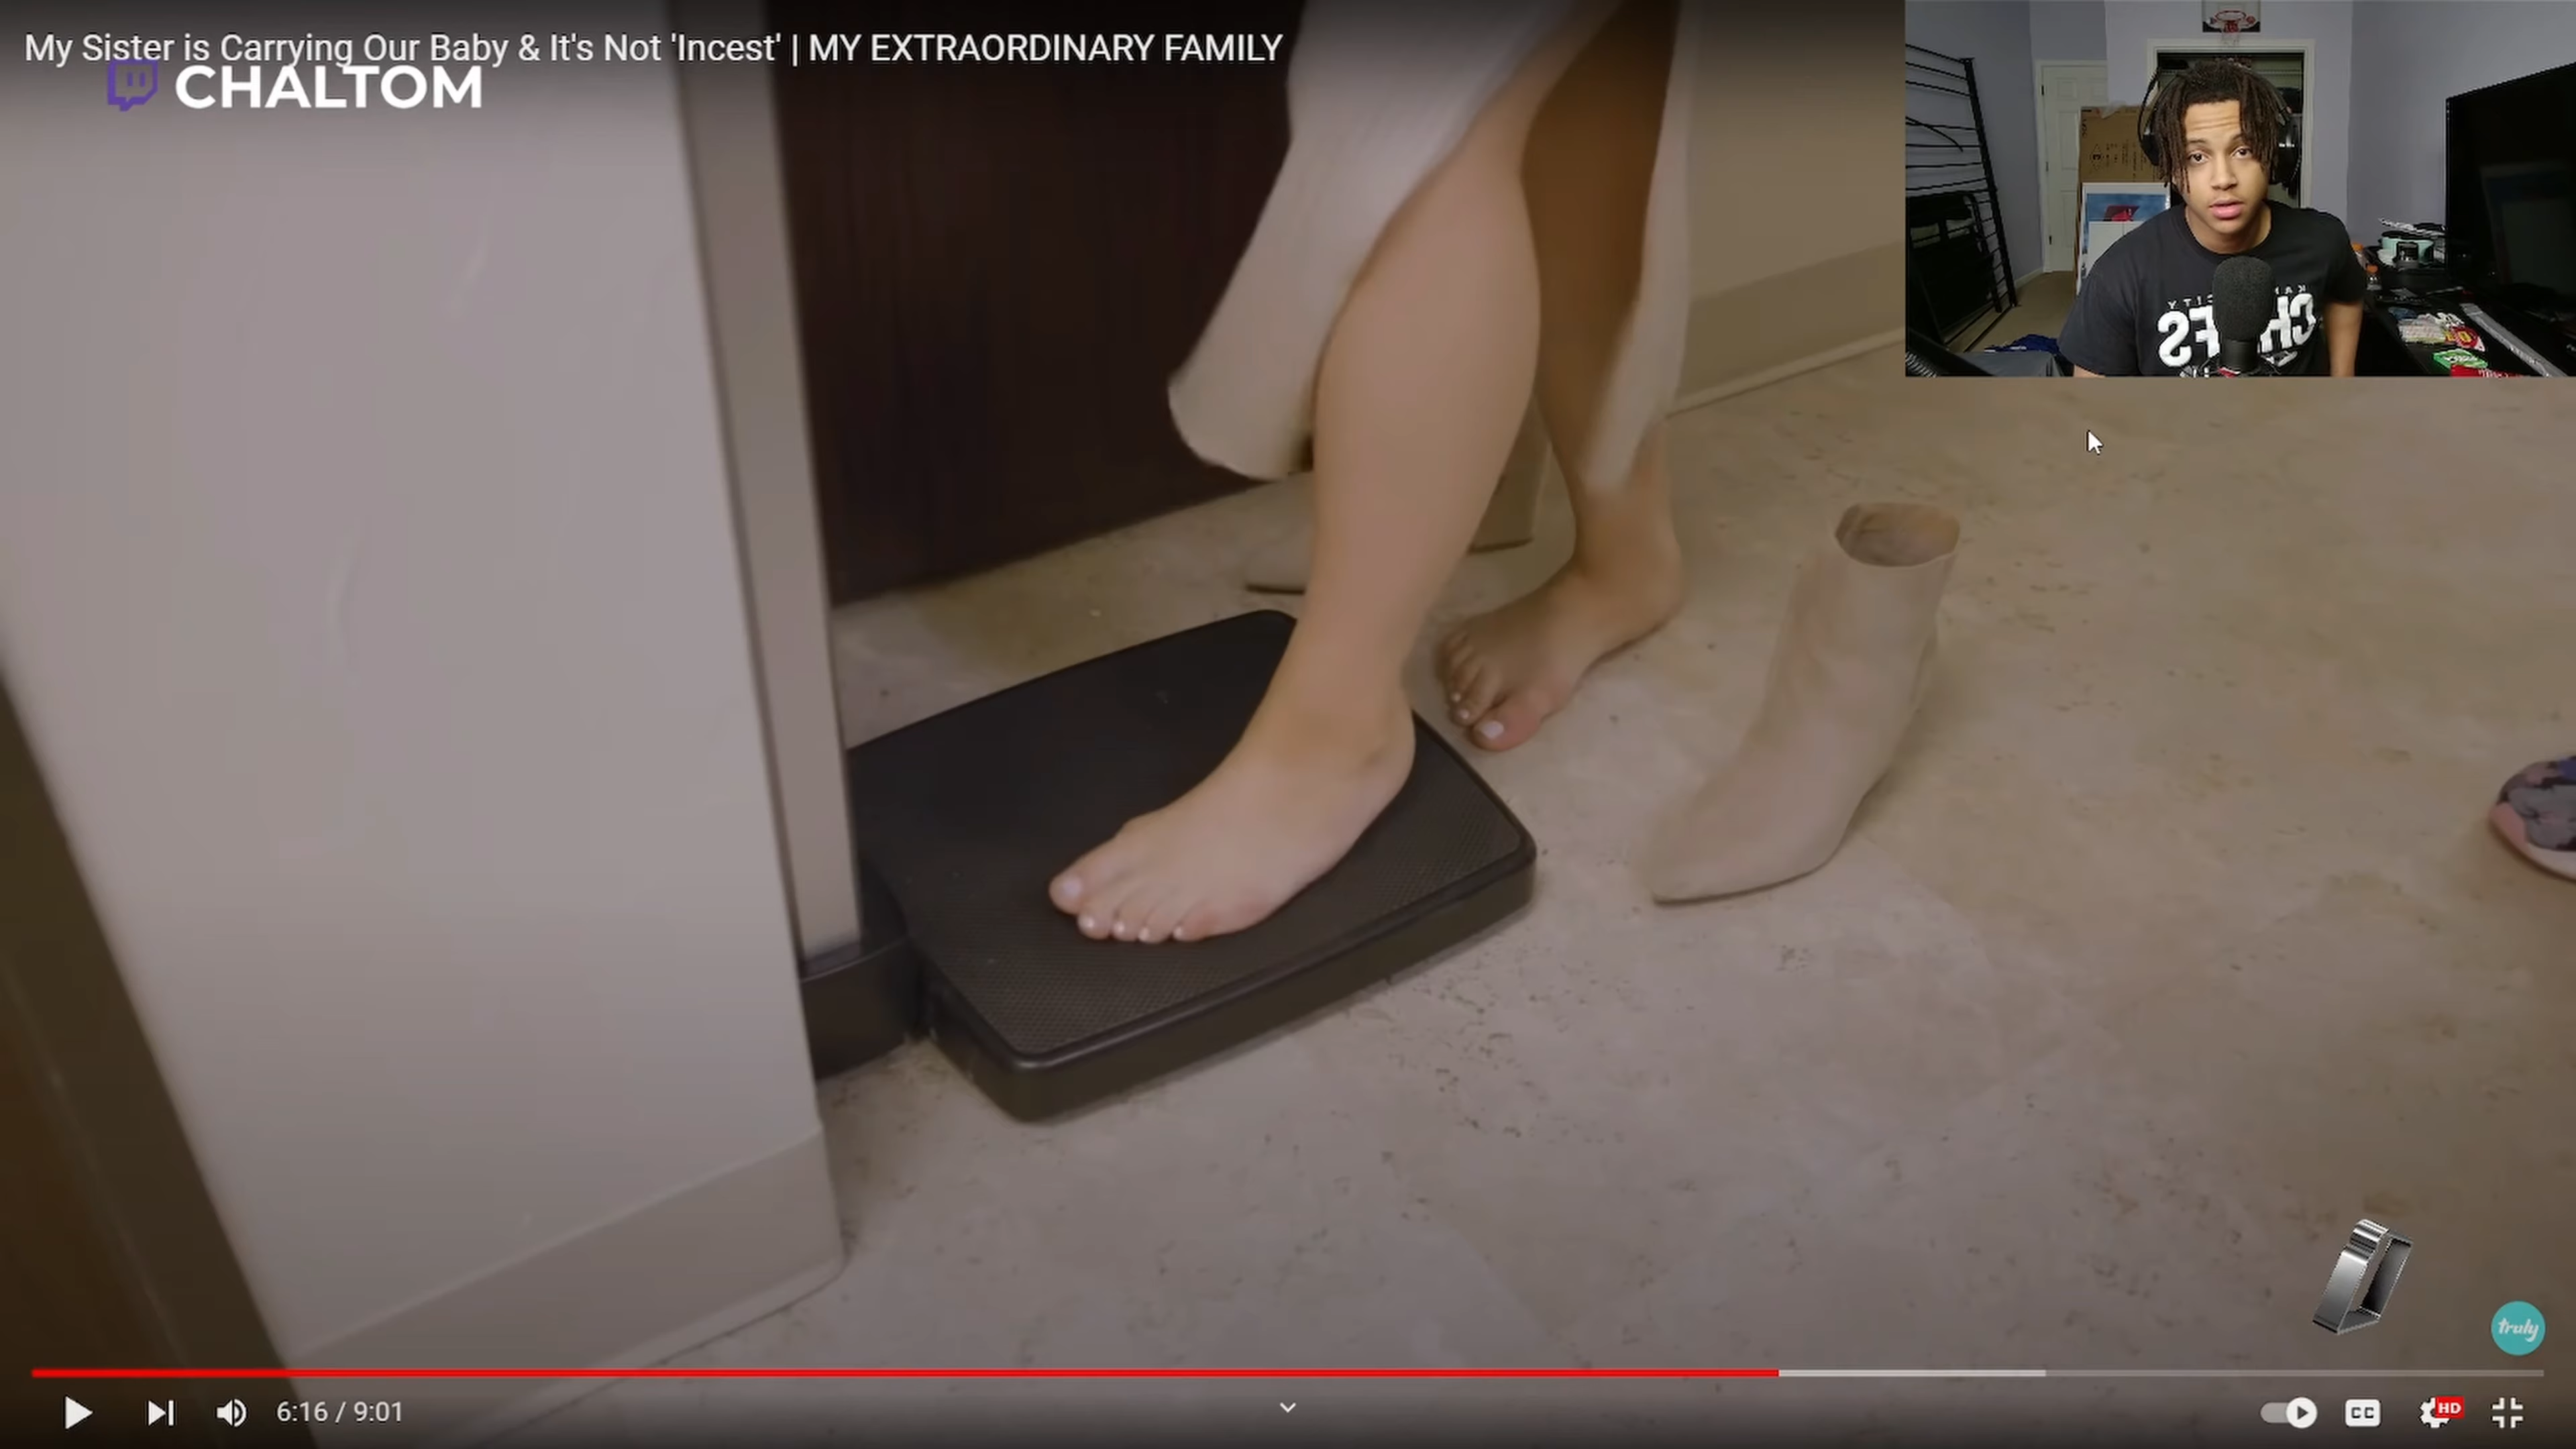 My Sister is Carrying Our Baby & It's Not 'Incest' | MY EXTRAORDINARY FAMILY
CHALTOM
truly
6:16 / 9:01
CC
HD